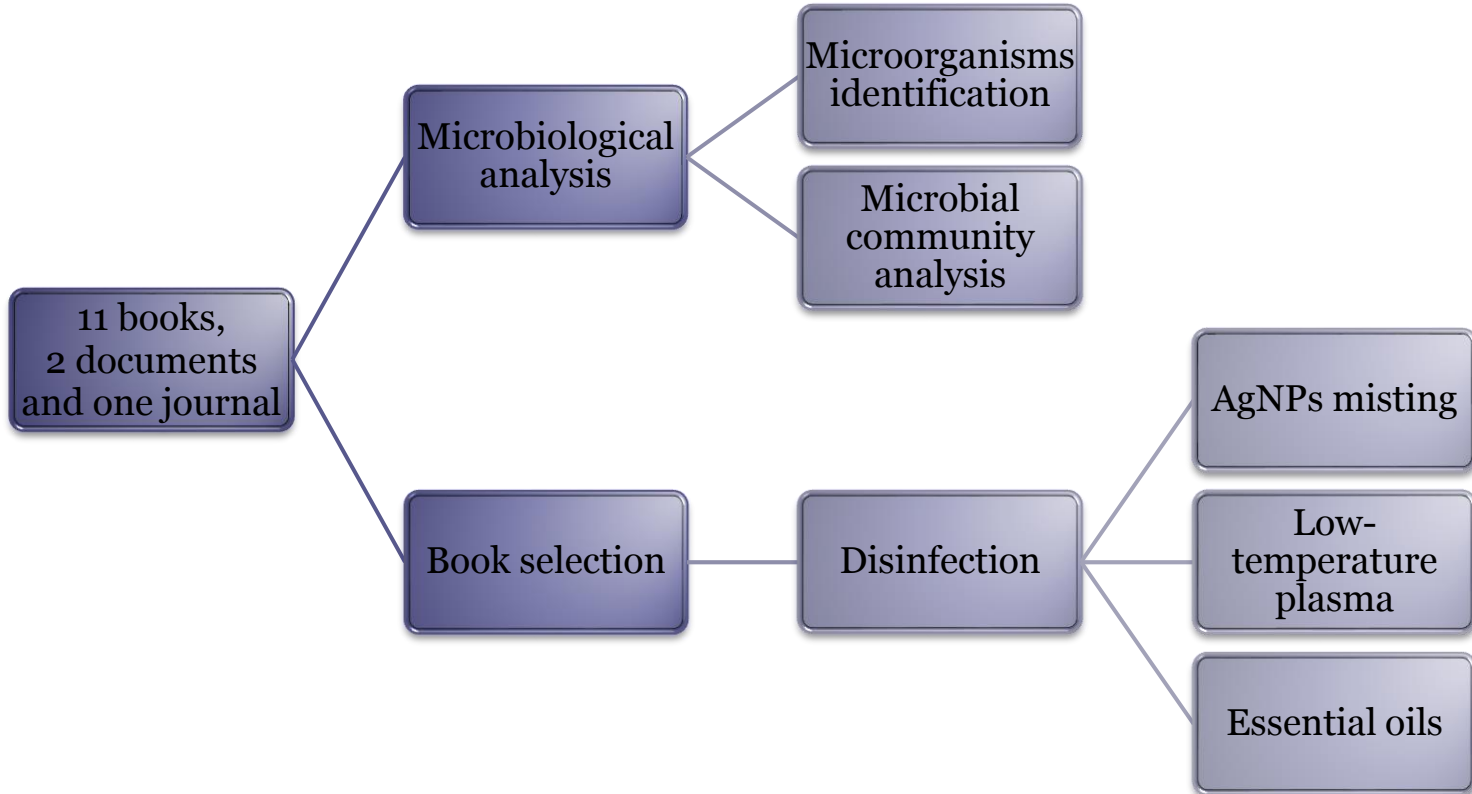 Microorganisms
identification
Microbiological
analysis
Microbial
community
analysis
11 books,
2 documents
and one journal
AgNPs misting
Book selection
Disinfection
Low-
temperature
plasma
Essential oils